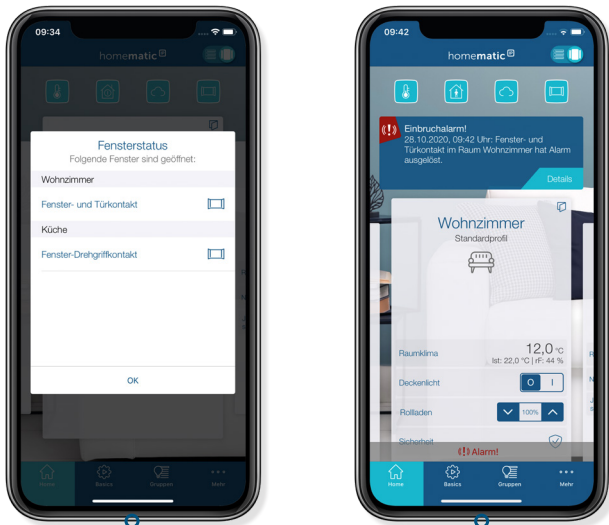 09:34
homematic IP
Fensterstatus
Folgende Fenster sind geöffnet:
Wohnzimmer
Fenster- und Türkontakt
Küche
Fenster-Drehgriffkontakt
OK
Home
Basics
Gruppen
Mehr
09:42
homematic IP
Einbruchalarm!
28.10.2020, 09:42 Uhr: Fenster- und
Türkontakt im Raum Wohnzimmer hat Alarm
ausgelöst.
Details
Wohnzimmer
Standardprofil
Raumklima
12,0 °C
Ist: 22,0 °C | rF: 44 %
Deckenlicht
O I
Rollladen
100%
Sicherheit
Alarm!
Home
Basics
Gruppen
Mehr